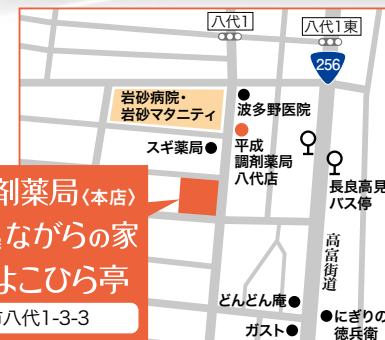 八代1
八代1東
256
岩砂病院・
岩砂マタニティ
波多野医院
スギ薬局
平成
調剤薬局
八代店
長良高見
バス停
剤薬局〈本店〉
ながらの家
よこひら亭
八代1-3-3
高富街道
どんどん庵
ガスト
にぎりの
徳兵衛